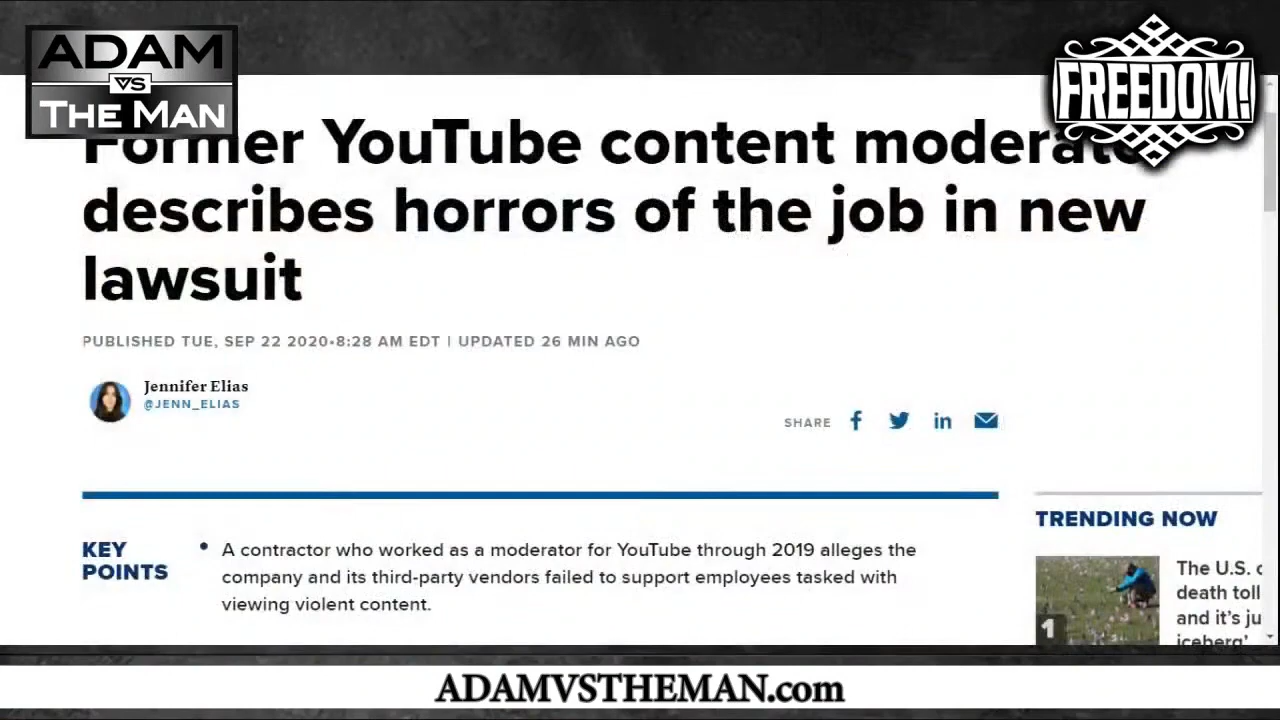 ADAM
VS
THE MAN
FREEDOM!
Former YouTube content moderato
describes horrors of the job in new
lawsuit
PUBLISHED TUE, SEP 22 2020•8:28 AM EDT | UPDATED 26 MIN AGO
Jennifer Elias
@JENN_ELIAS
SHARE
KEY
POINTS
• A contractor who worked as a moderator for YouTube through 2019 alleges the
company and its third-party vendors failed to support employees tasked with
viewing violent content.
TRENDING NOW
1
The U.S. c
death toll
and it's ju
iceberg'
ADAMVSTHEMAN.com